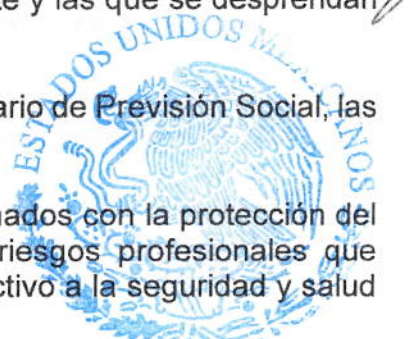 te y las que se desprendan
ESTADOS UNIDOS MEXICANOS
ario de Previsión Social, las
nados con la protección del
riesgos profesionales que
ctivo a la seguridad y salud